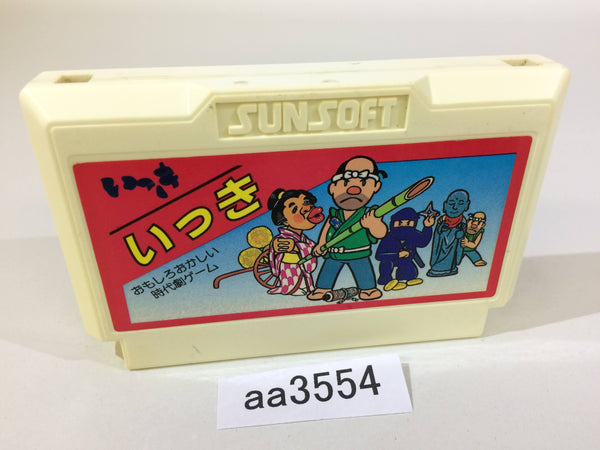 SUNSOFT
いっき
いっき
おもしろおかしい
時代劇ゲーム
aa3554